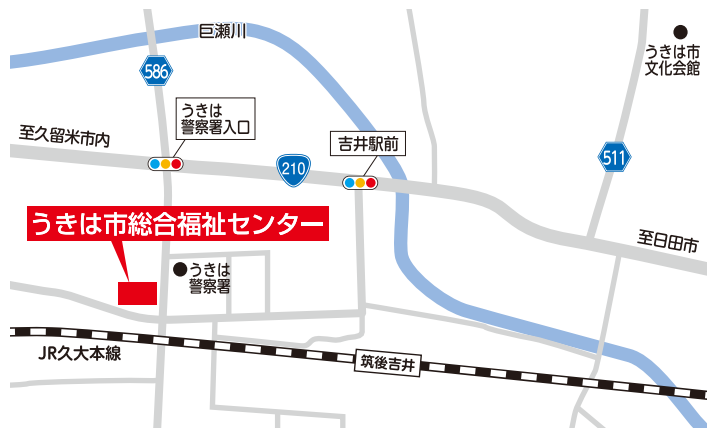 巨瀬川
うきは市
文化会館
586
うきは
警察署入口
至久留米市内
吉井駅前
210
511
うきは市総合福祉センター
至日田市
うきは
警察署
JR久大本線
筑後吉井